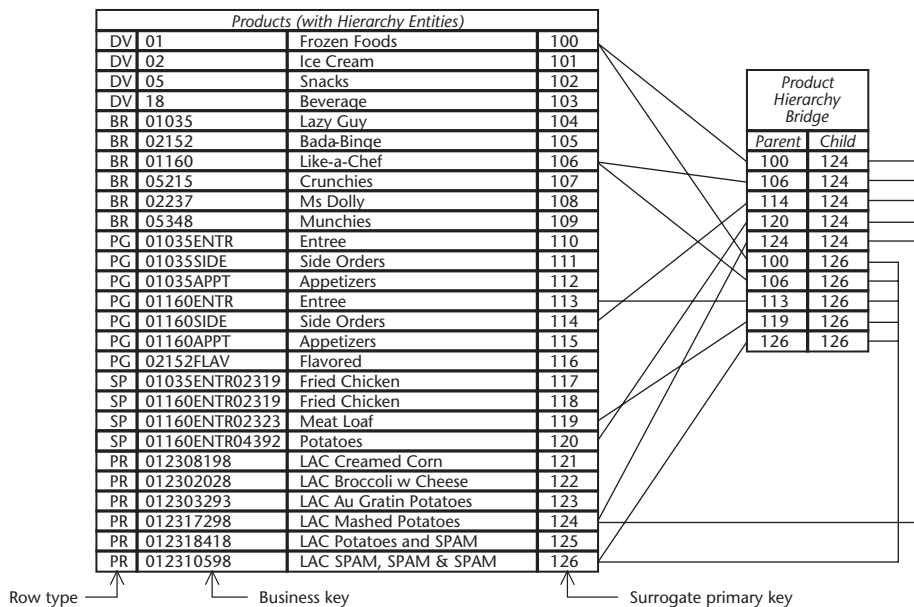 Products (with Hierarchy Entities)
DV 01 Frozen Foods 100
DV 02 Ice Cream 101
DV 05 Snacks 102
DV 18 Beverage 103
BR 01035 Lazy Guy 104
BR 02152 Bada-Binge 105
BR 01160 Like-a-Chef 106
BR 05215 Crunchies 107
BR 02237 Ms Dolly 108
BR 05348 Munchies 109
PG 01035ENTR Entree 110
PG 01035SIDE Side Orders 111
PG 01035APPT Appetizers 112
PG 01160ENTR Entree 113
PG 01160SIDE Side Orders 114
PG 01160APPT Appetizers 115
PG 02152FLAV Flavored 116
SP 01035ENTR02319 Fried Chicken 117
SP 01160ENTR02319 Fried Chicken 118
SP 01160ENTR02323 Meat Loaf 119
SP 01160ENTR04392 Potatoes 120
PR 012308198 LAC Creamed Corn 121
PR 012302028 LAC Broccoli w Cheese 122
PR 012303293 LAC Au Gratin Potatoes 123
PR 012317298 LAC Mashed Potatoes 124
PR 012318418 LAC Potatoes and SPAM 125
PR 012310598 LAC SPAM, SPAM & SPAM 126
Row type
Business key
Surrogate primary key
Product
Hierarchy
Bridge
Parent Child
100 124
106 124
114 124
120 124
124 124
100 126
106 126
113 126
119 126
126 126